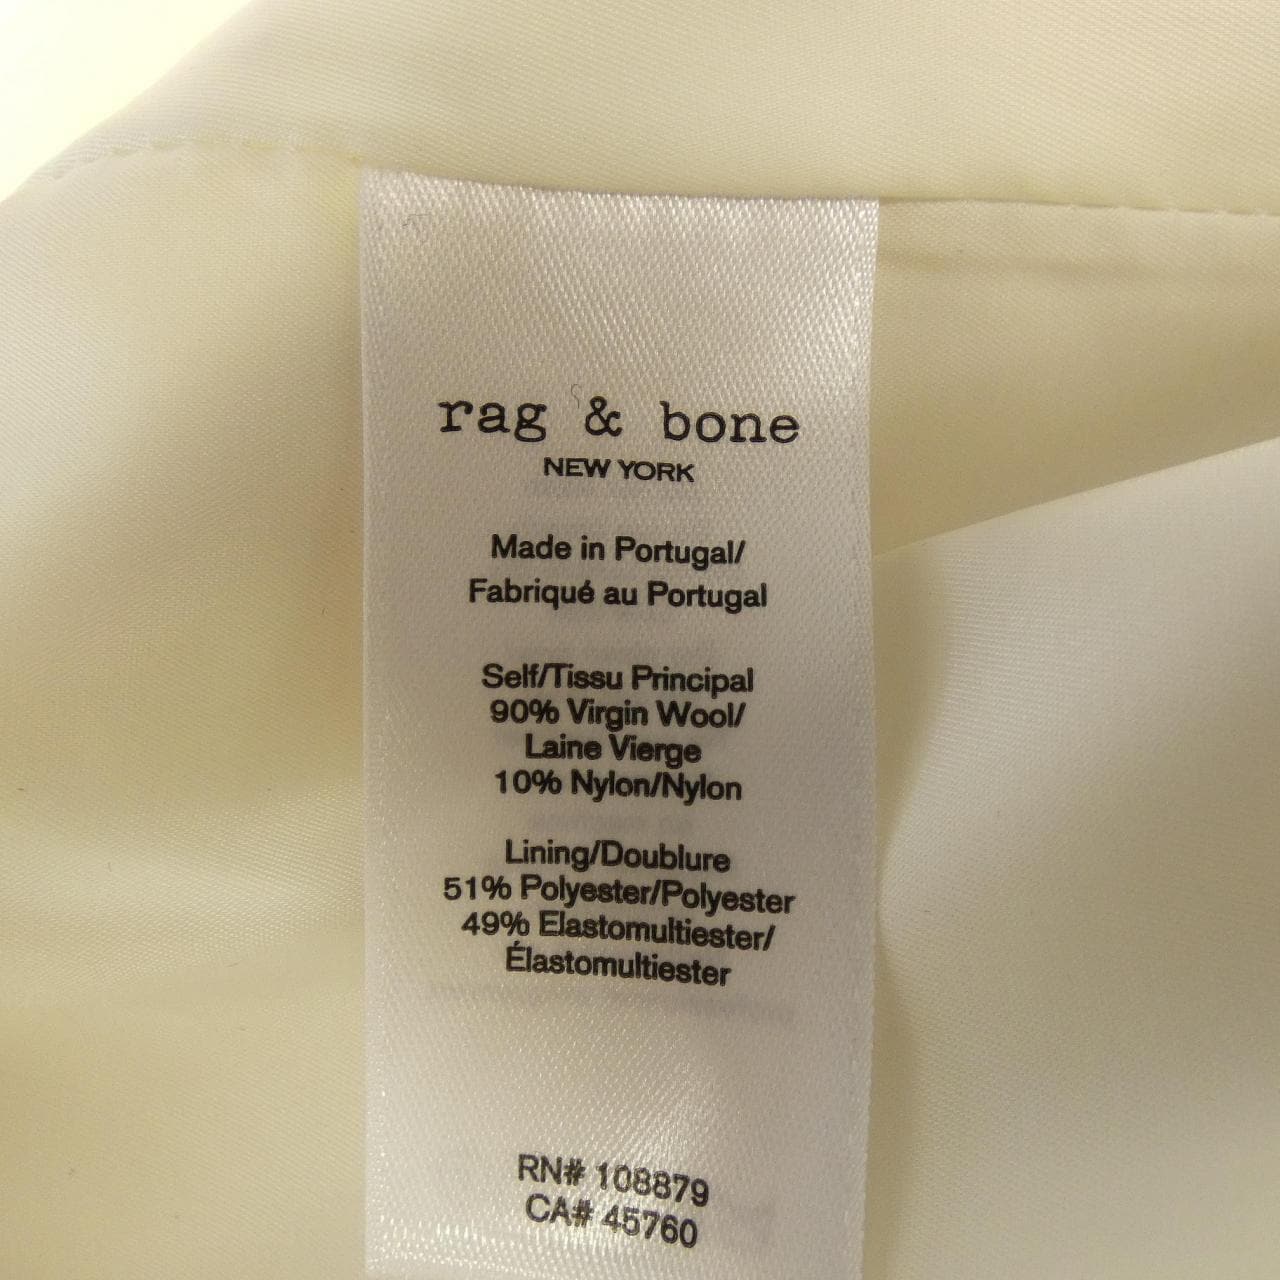 rag & bone
NEW YORK
Made in Portugal/
Fabriqué au Portugal
Self/Tissu Principal
90% Virgin Wool/
Laine Vierge
10% Nylon/Nylon
Lining/Doublure
51% Polyester/Polyester
49% Elastomultiester/
Élastomultiester
RN# 108879
CA# 45760